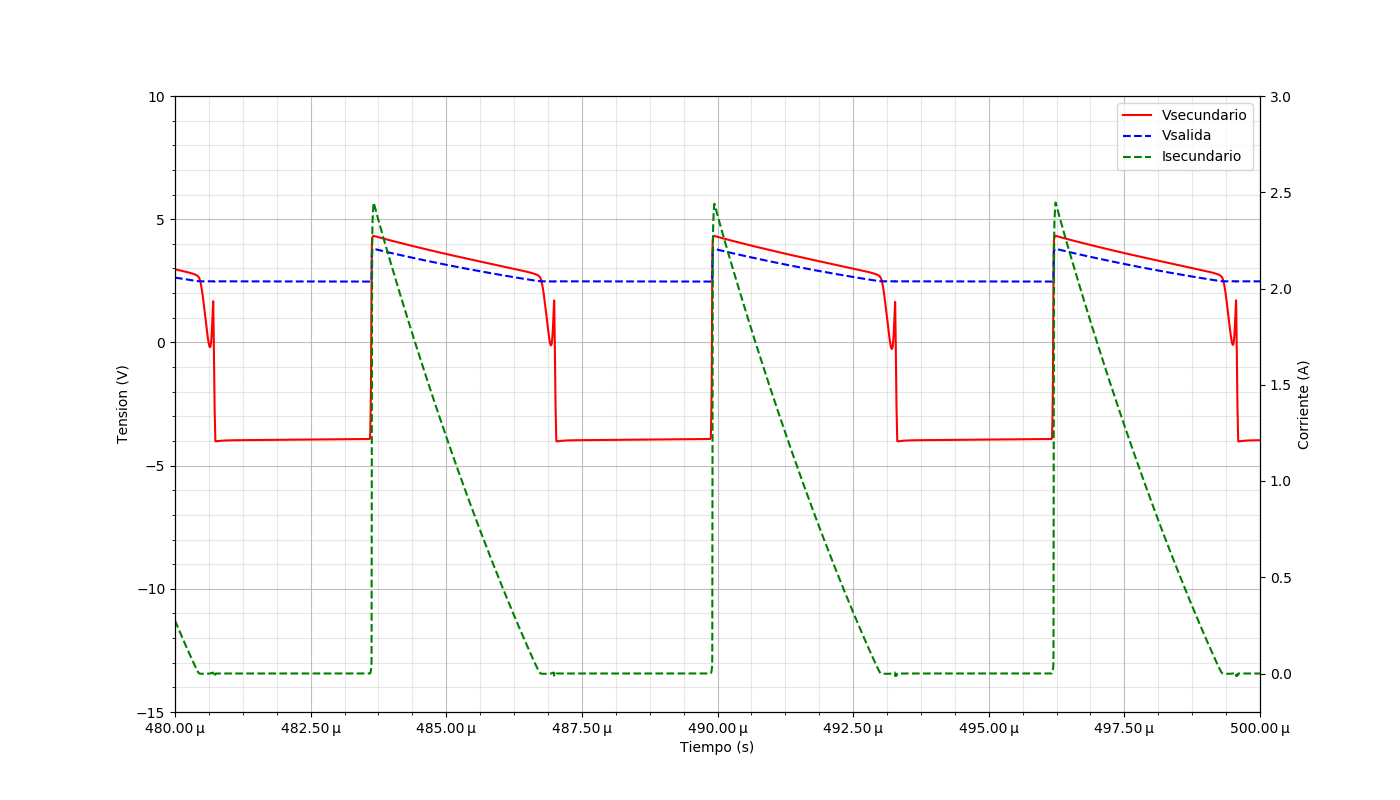 10
5
0
−5
−10
−15
Tension (V)
3.0
2.5
2.0
1.5
1.0
0.5
0.0
Corriente (A)
Vsecundario
Vsalida
Isecundario
480.00 µ 482.50 µ 485.00 µ 487.50 µ 490.00 µ 492.50 µ 495.00 µ 497.50 µ 500.00 µ
Tiempo (s)